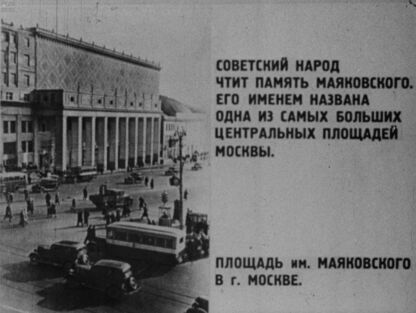 СОВЕТСКИЙ НАРОД
ЧТИТ ПАМЯТЬ МАЯКОВСКОГО.
ЕГО ИМЕНЕМ НАЗВАНА
ОДНА ИЗ САМЫХ БОЛЬШИХ
ЦЕНТРАЛЬНЫХ ПЛОЩАДЕЙ
МОСКВЫ.
ПЛОЩАДЬ им. МАЯКОВСКОГО
В г. МОСКВЕ.